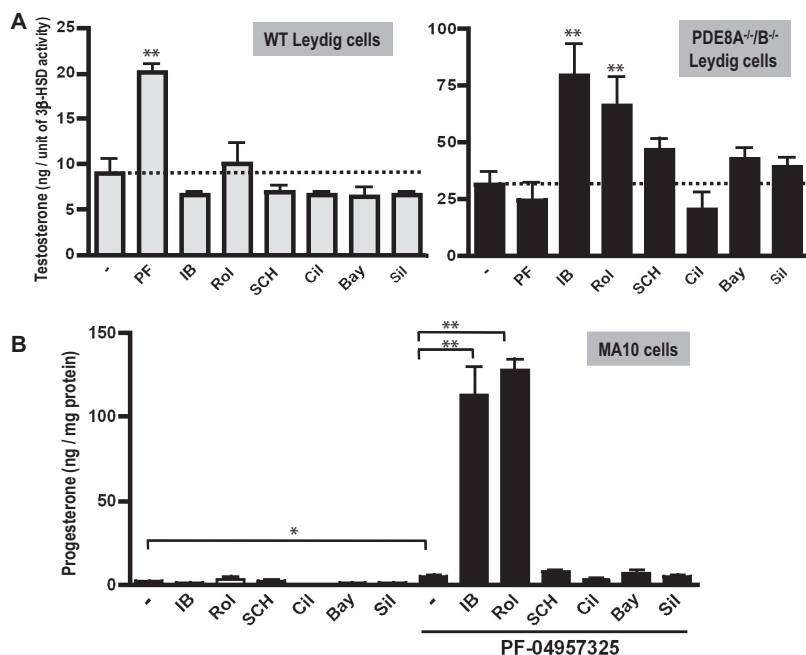 A
Testosterone (ng / unit of 3β-HSD activity)
25
20
15
10
5
0
WT Leydig cells
**
-
PF
IB
Rol
SCH
Cil
Bay
Sil
100
75
50
25
0
PDE8A-/-/B-/-
Leydig cells
**
**
-
PF
IB
Rol
SCH
Cil
Bay
Sil
B
Progesterone (ng / mg protein)
150
100
50
0
MA10 cells
**
**
*
-
IB
Rol
SCH
Cil
Bay
Sil
-
IB
Rol
SCH
Cil
Bay
Sil
PF-04957325